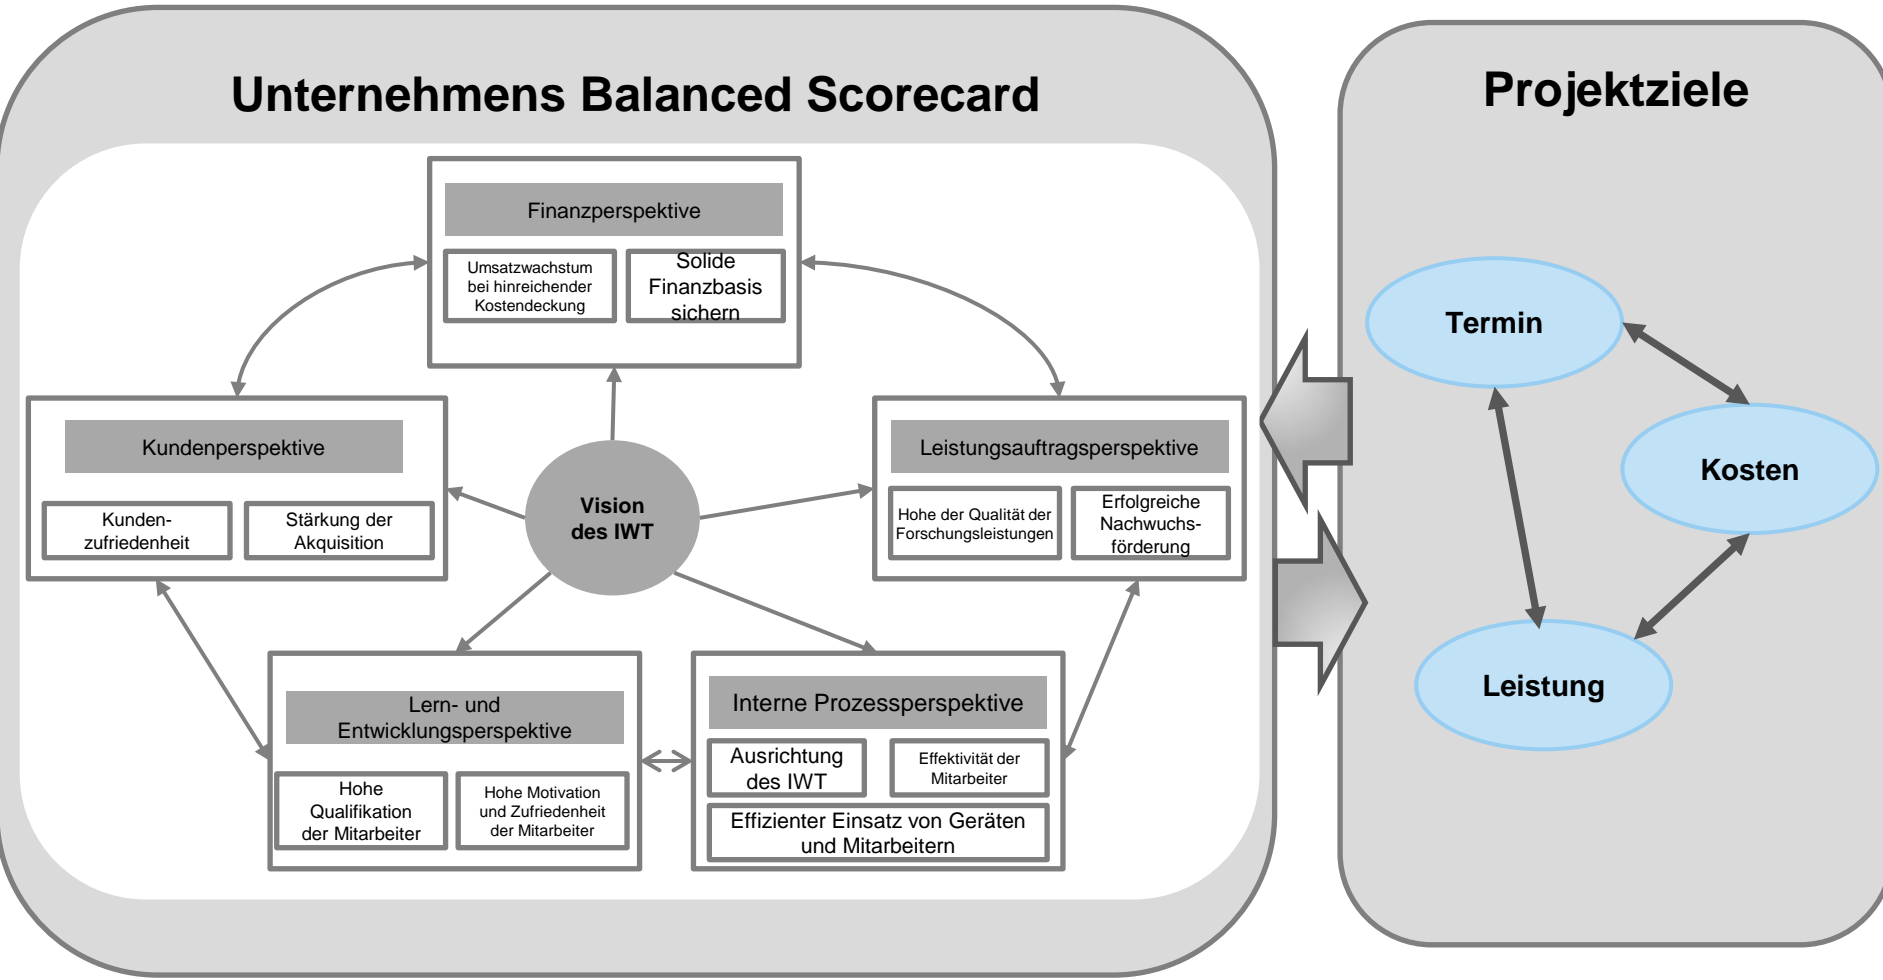 Unternehmens Balanced Scorecard
Finanzperspektive
Umsatzwachstum
bei hinreichender
Kostendeckung
Solide
Finanzbasis
sichern
Kundenperspektive
Kunden-
zufriedenheit
Stärkung der
Akquisition
Vision
des IWT
Leistungsauftragsperspektive
Hohe der Qualität der
Forschungsleistungen
Erfolgreiche
Nachwuchs-
förderung
Lern- und
Entwicklungsperspektive
Hohe
Qualifikation
der Mitarbeiter
Hohe Motivation
und Zufriedenheit
der Mitarbeiter
Interne Prozessperspektive
Ausrichtung
des IWT
Effektivität der
Mitarbeiter
Effizienter Einsatz von Geräten
und Mitarbeitern
Projektziele
Termin
Kosten
Leistung